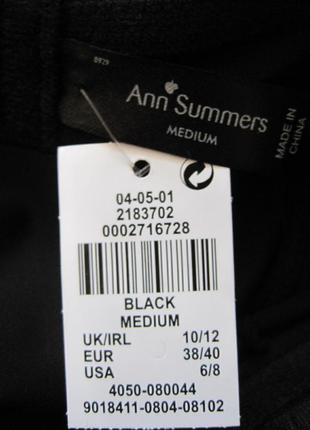 0929
Ann Summers
MEDIUM
MADE IN
CHINA
04-05-01
2183702
0002716728
BLACK
MEDIUM
UK/IRL 10/12
EUR 38/40
USA 6/8
4050-080044
9018411-0804-08102